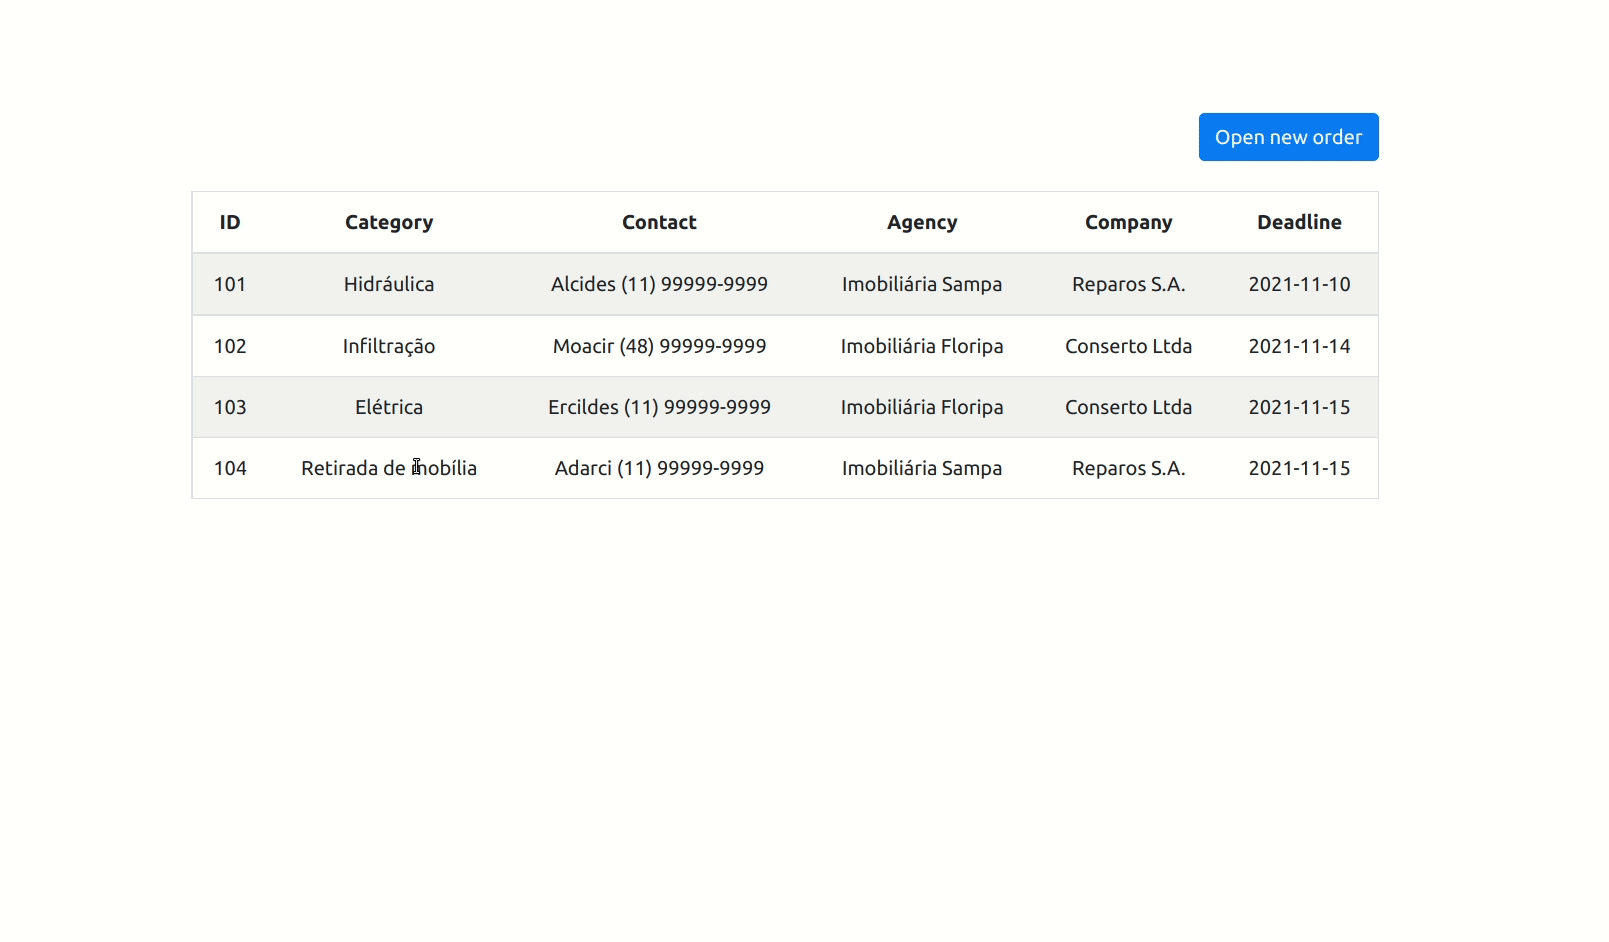 Open new order
ID Category Contact Agency Company Deadline
101 Hidráulica Alcides (11) 99999-9999 Imobiliária Sampa Reparos S.A. 2021-11-10
102 Infiltração Moacir (48) 99999-9999 Imobiliária Floripa Conserto Ltda 2021-11-14
103 Elétrica Ercildes (11) 99999-9999 Imobiliária Floripa Conserto Ltda 2021-11-15
104 Retirada de mobília Adarci (11) 99999-9999 Imobiliária Sampa Reparos S.A. 2021-11-15